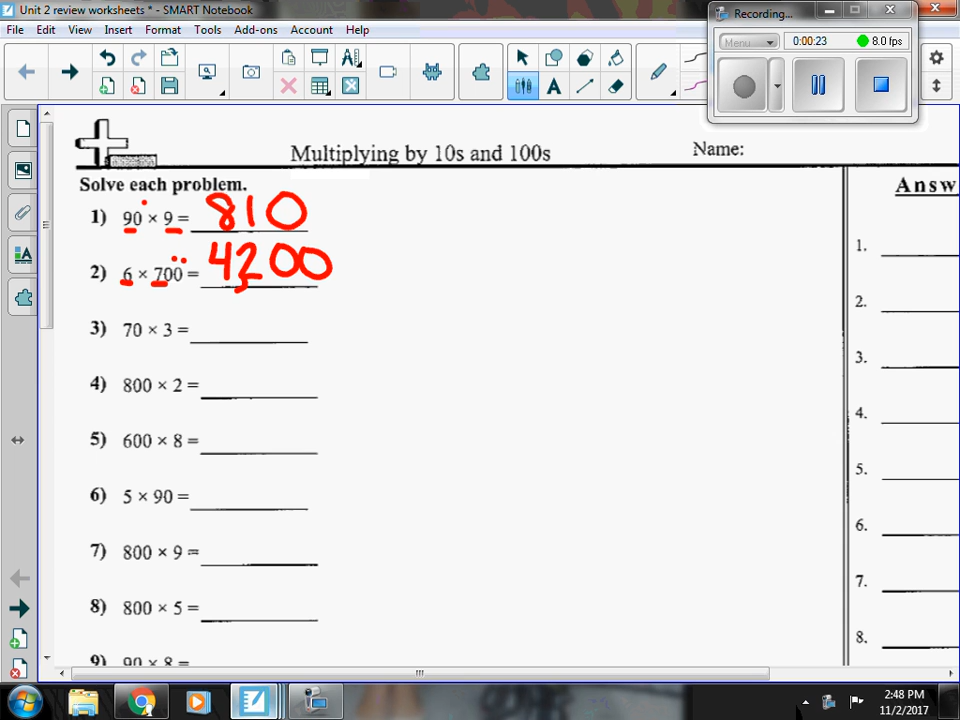 Unit 2 review worksheets * - SMART Notebook
Recording...
File Edit View Insert Format Tools Add-ons Account Help
Menu 0:00:23 8.0 fps
Multiplying by 10s and 100s Name:
Solve each problem. Answ
1) 90 × 9 = 810
1.
2) 6 × 700 = 4200
2.
3) 70 × 3 =
3.
4) 800 × 2 =
4.
5) 600 × 8 =
5.
6) 5 × 90 =
6.
7) 800 × 9 =
7.
8) 800 × 5 =
8.
9) 90 × 8 =
2:48 PM
11/2/2017